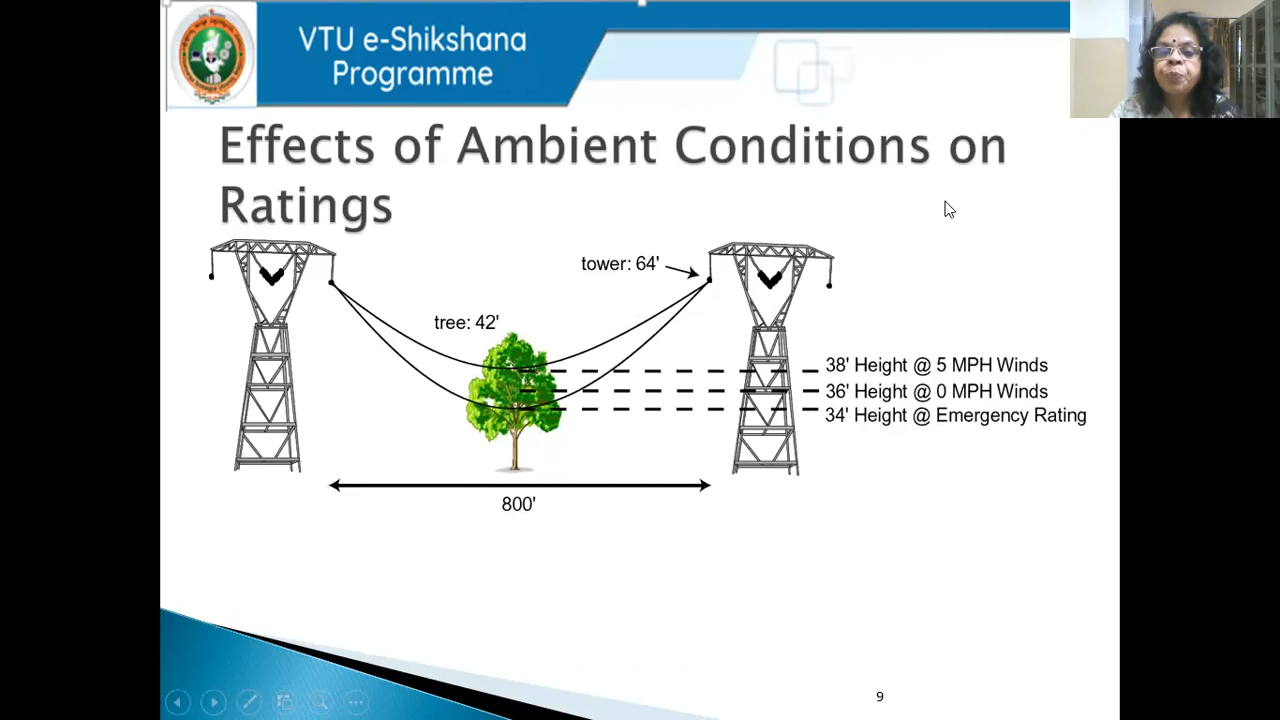 VTU e-Shikshana
Programme
Effects of Ambient Conditions on
Ratings
tower: 64'
tree: 42'
38' Height @ 5 MPH Winds
36' Height @ 0 MPH Winds
34' Height @ Emergency Rating
800'
9